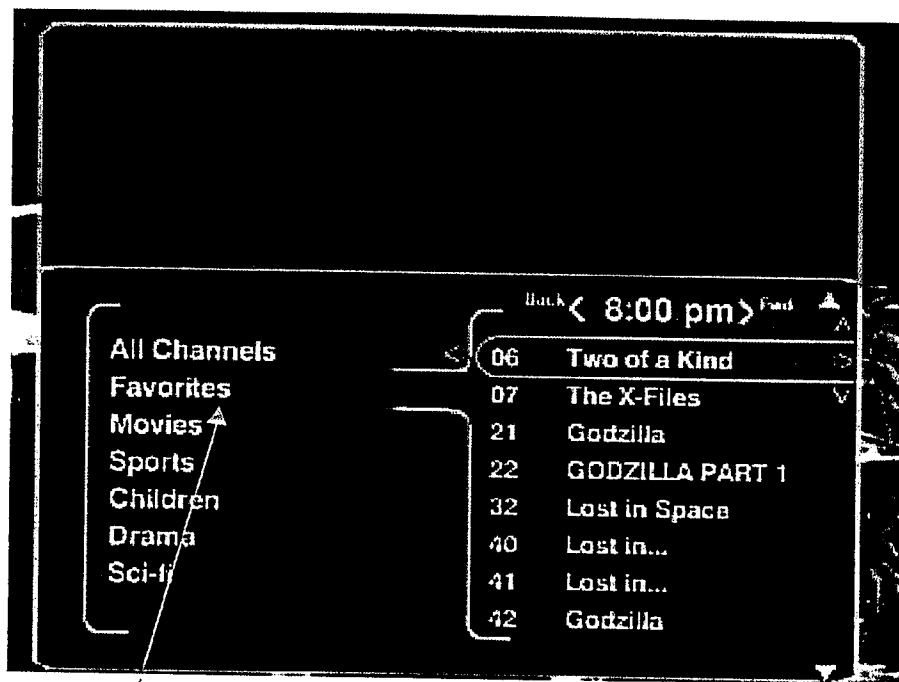 Back < 8:00 pm > Fwd
All Channels
Favorites
Movies
Sports
Children
Drama
Sci-fi
06 Two of a Kind
07 The X-Files
21 Godzilla
22 GODZILLA PART 1
32 Lost in Space
40 Lost in...
41 Lost in...
42 Godzilla